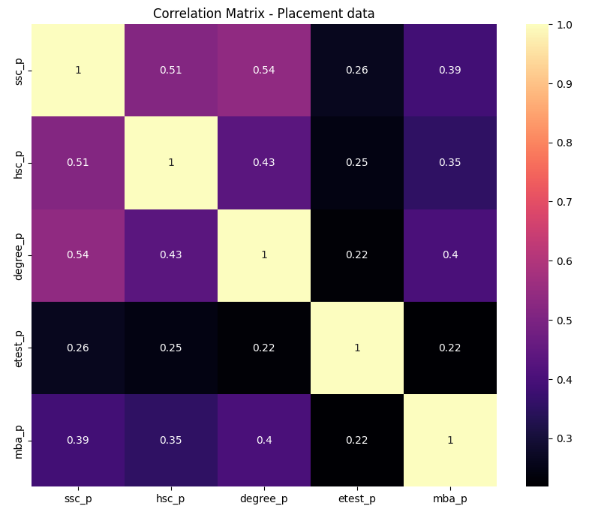 Correlation Matrix - Placement data
ssc_p 1 0.51 0.54 0.26 0.39
hsc_p 0.51 1 0.43 0.25 0.35
degree_p 0.54 0.43 1 0.22 0.4
etest_p 0.26 0.25 0.22 1 0.22
mba_p 0.39 0.35 0.4 0.22 1
ssc_p hsc_p degree_p etest_p mba_p
1.0
0.9
0.8
0.7
0.6
0.5
0.4
0.3